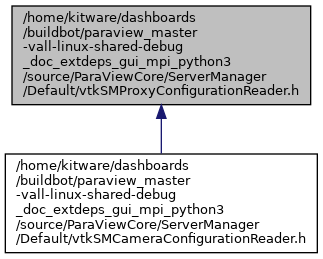 /home/kitware/dashboards
/buildbot/paraview_master
-vall-linux-shared-debug
_doc_extdeps_gui_mpi_python3
/source/ParaViewCore/ServerManager
/Default/vtkSMProxyConfigurationReader.h
/home/kitware/dashboards
/buildbot/paraview_master
-vall-linux-shared-debug
_doc_extdeps_gui_mpi_python3
/source/ParaViewCore/ServerManager
/Default/vtkSMCameraConfigurationReader.h